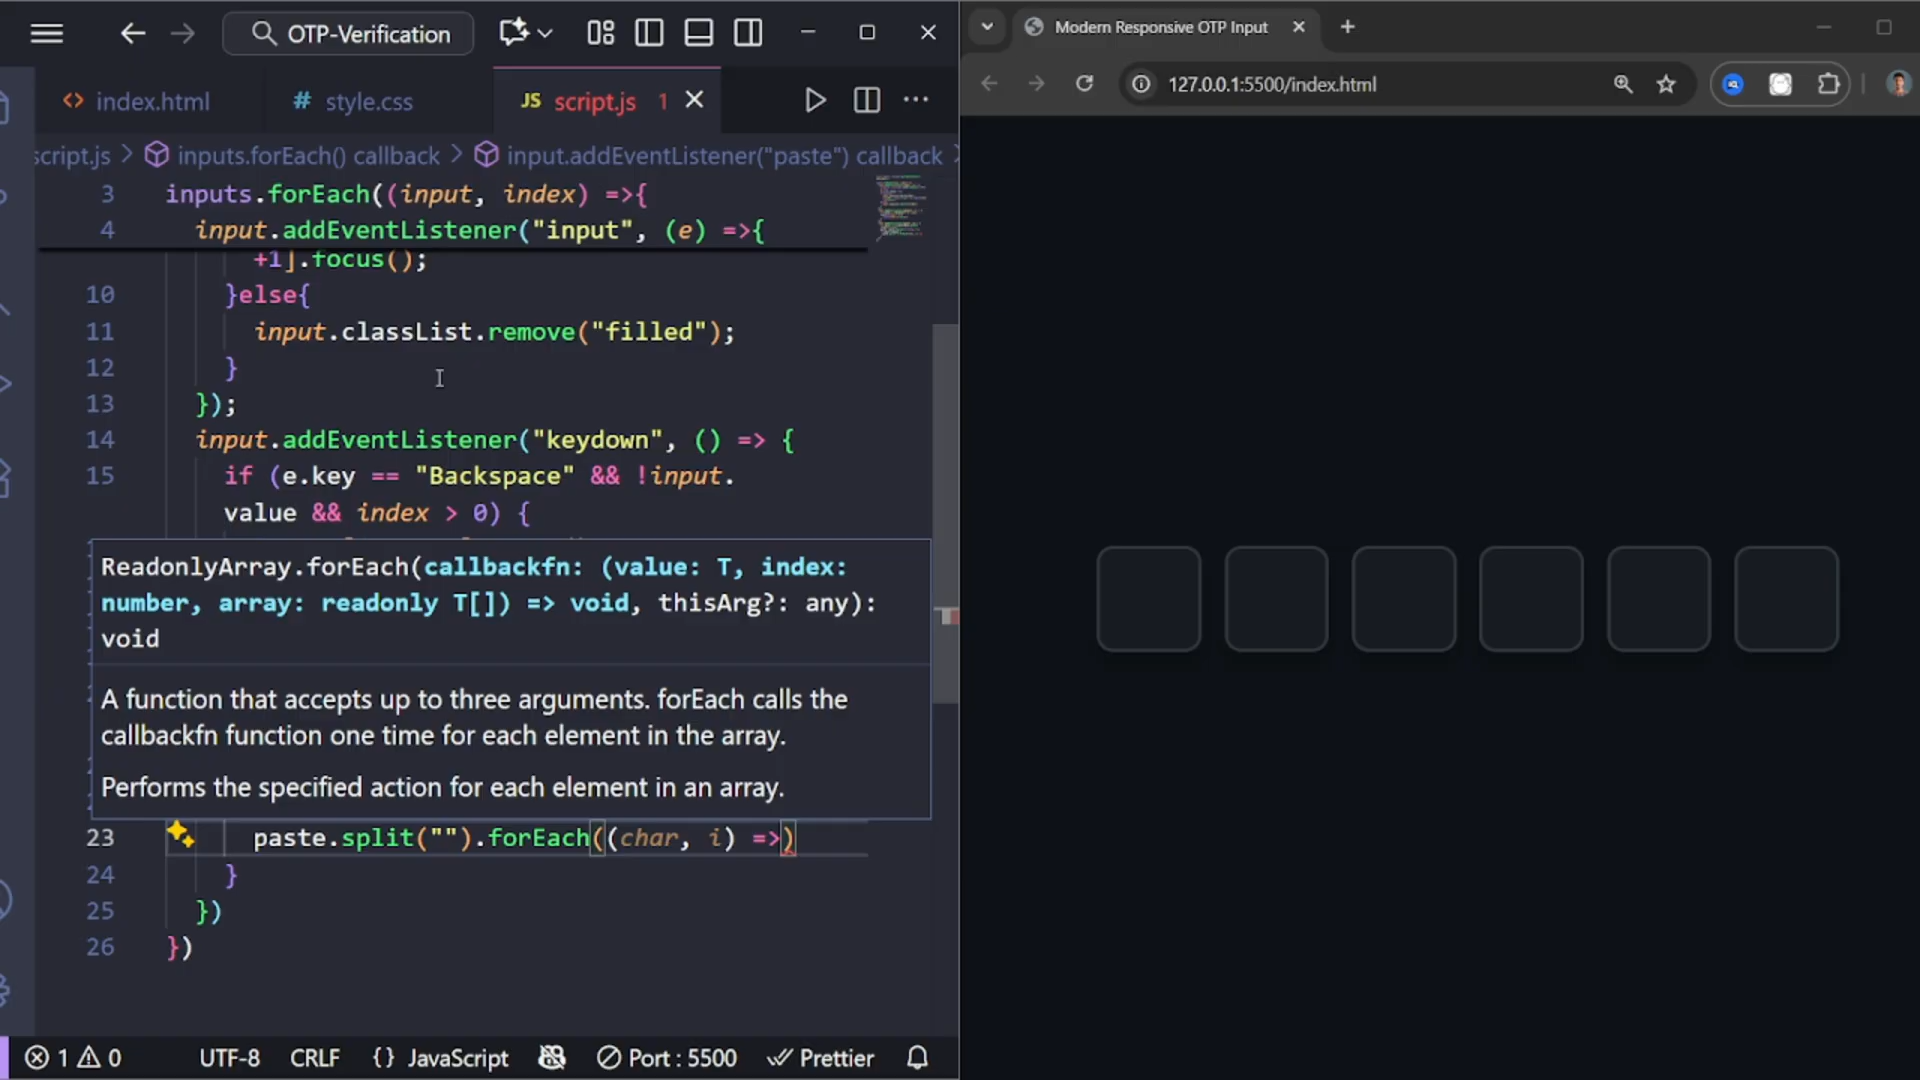 OTP-Verification
index.html
# style.css
JS script.js 1
script.js > inputs.forEach() callback > input.addEventListener("paste") callback >
3 inputs.forEach((input, index) =>{
4 input.addEventListener("input", (e) =>{
+1].focus();
10 }else{
11 input.classList.remove("filled");
12 }
13 });
14 input.addEventListener("keydown", () => {
15 if (e.key == "Backspace" && !input.
value && index > 0) {
ReadonlyArray.forEach(callbackfn: (value: T, index:
number, array: readonly T[]) => void, thisArg?: any):
void
A function that accepts up to three arguments. forEach calls the
callbackfn function one time for each element in the array.
Performs the specified action for each element in an array.
23 paste.split("").forEach((char, i) =>)
24 }
25 })
26 })
1 0 UTF-8 CRLF {} JavaScript Port : 5500 Prettier
Modern Responsive OTP Input
127.0.0.1:5500/index.html